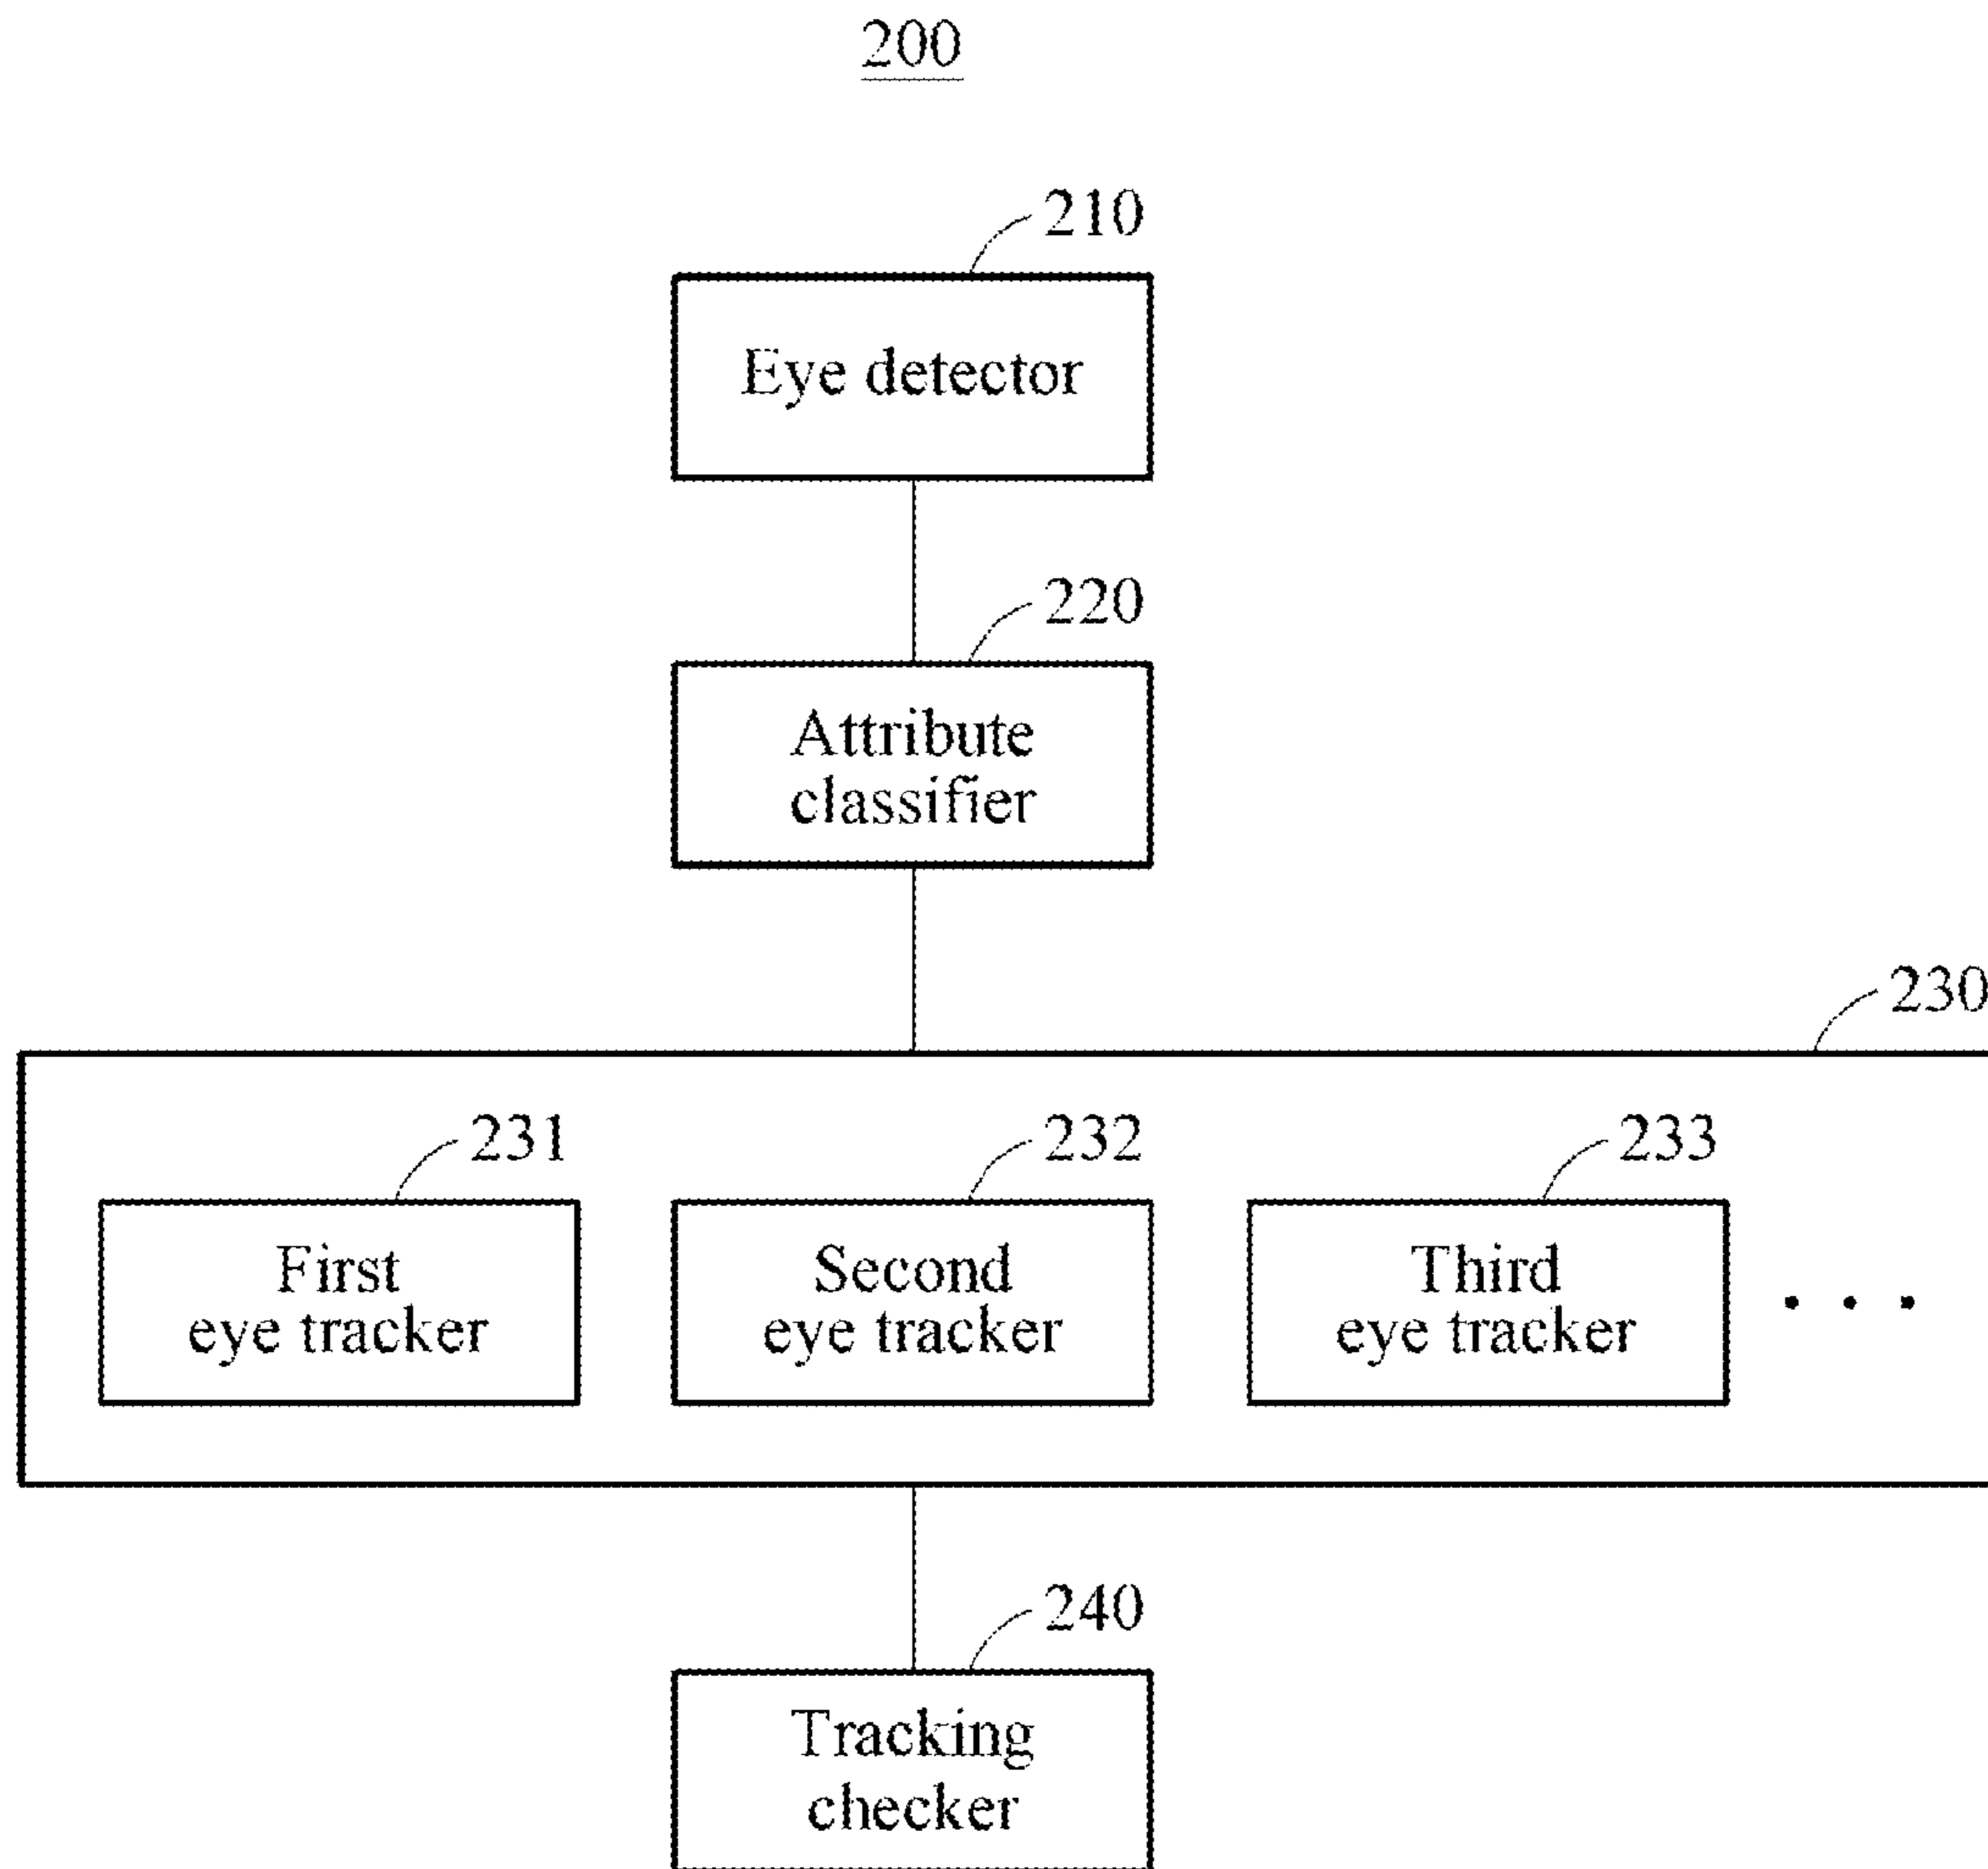 200
210
Eye detector
220
Attribute
classifier
230
231
232
233
First
eye tracker
Second
eye tracker
Third
eye tracker
. . .
240
Tracking
checker